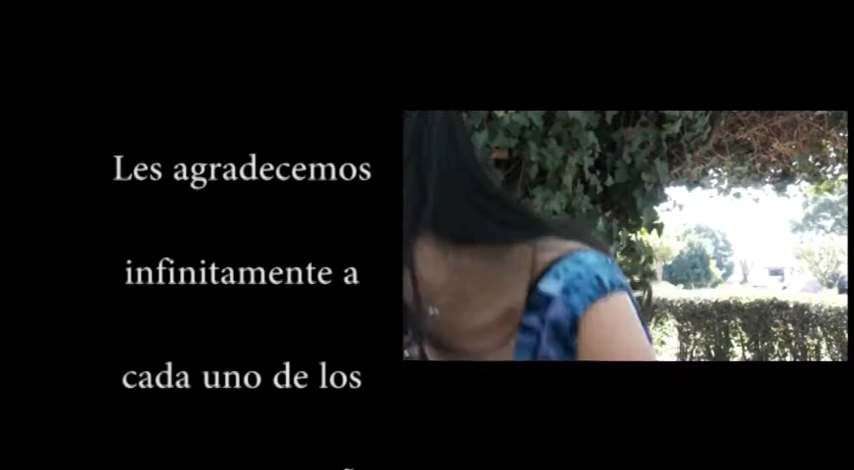 Les agradecemos
infinitamente a
cada uno de los